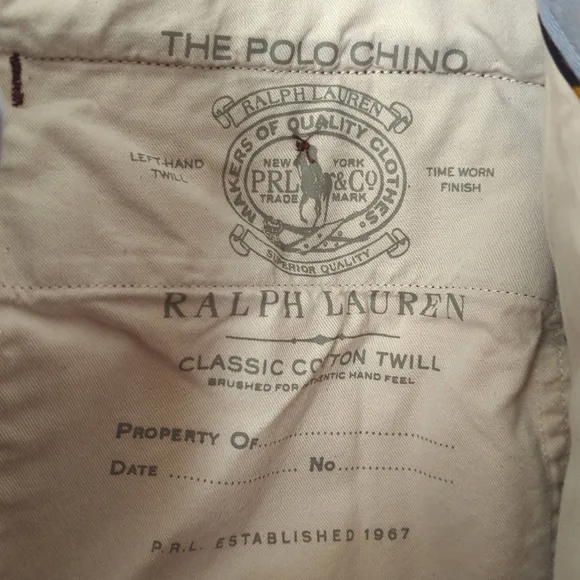 THE POLO CHINO
RALPH LAUREN
MAKERS OF QUALITY CLOTHES.
LEFT-HAND
TWILL
NEW YORK
PRL &Co
TRADE MARK
TIME WORN
FINISH
SUPERIOR QUALITY
RALPH LAUREN
CLASSIC COTTON TWILL
BRUSHED FOR AUTHENTIC HAND FEEL
PROPERTY OF
DATE No
P.R.L. ESTABLISHED 1967